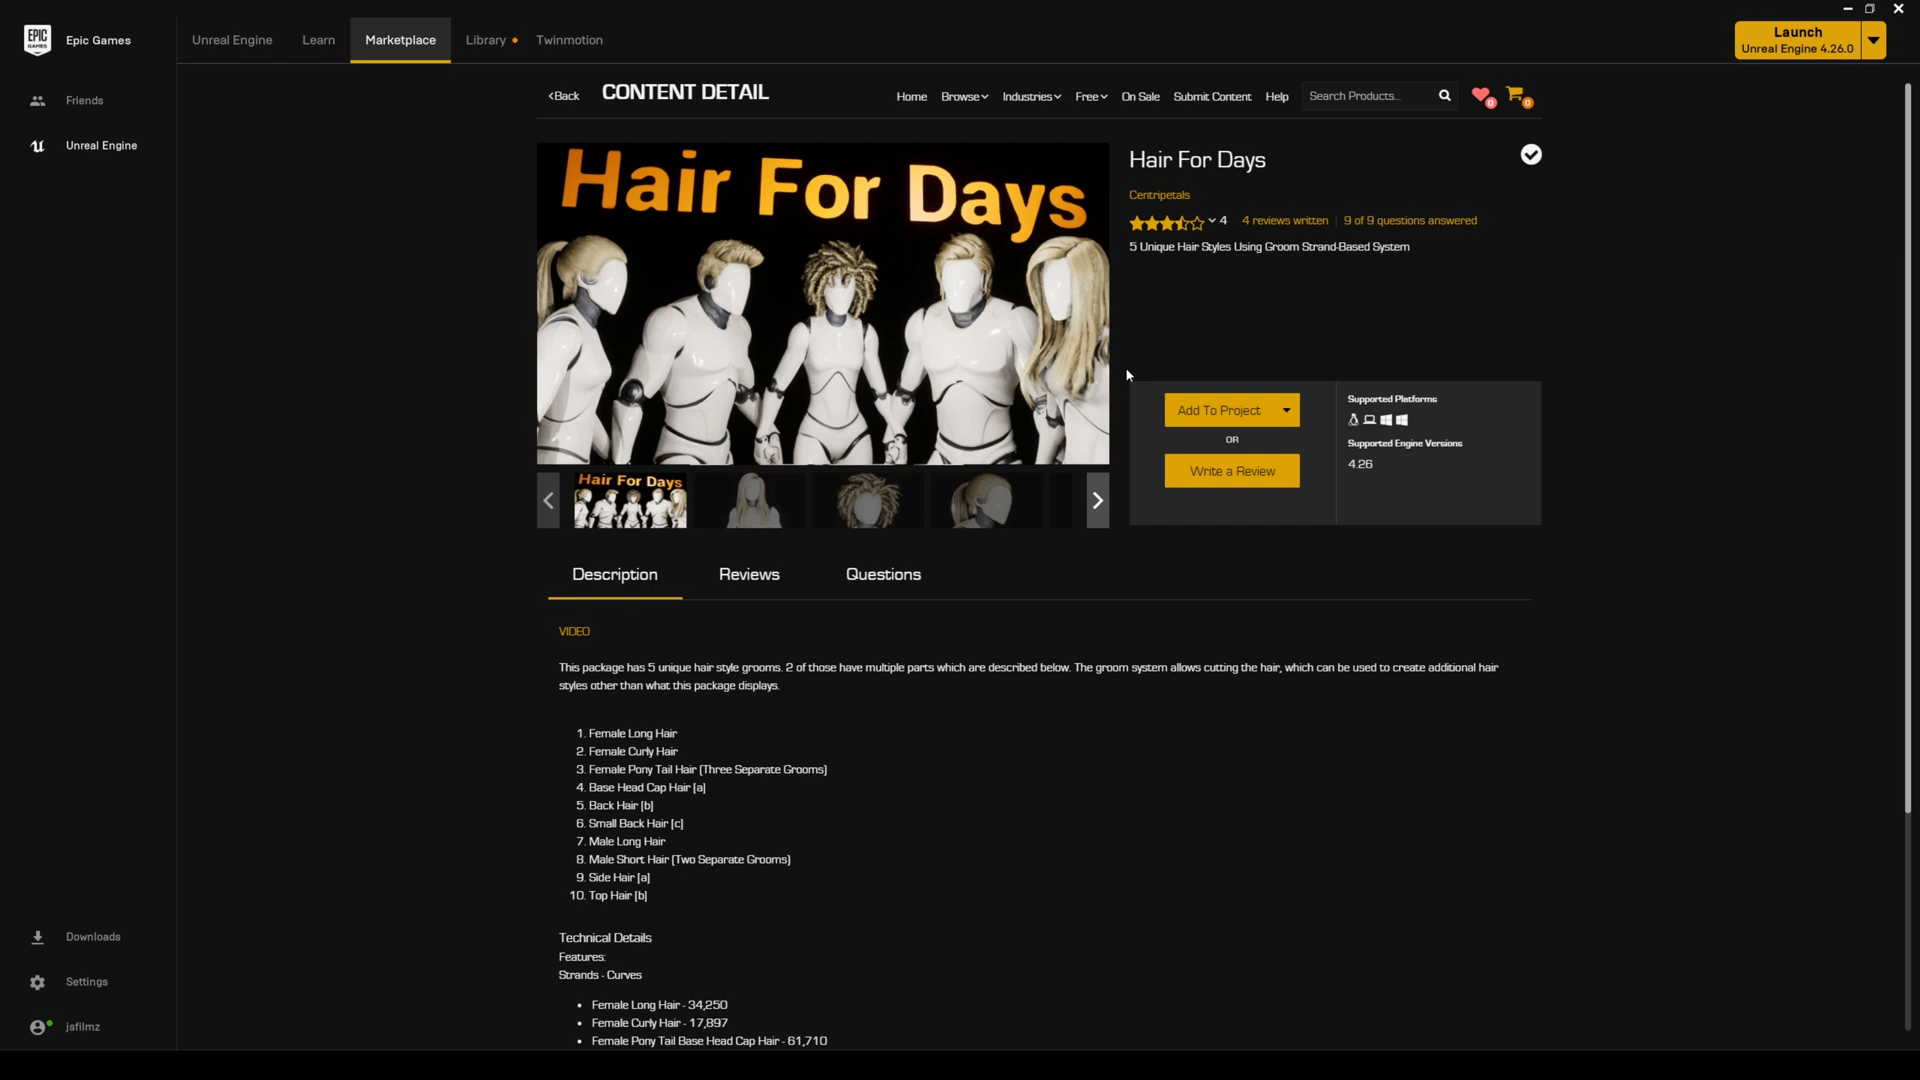 EPIC GAMES
Epic Games
Unreal Engine
Learn
Marketplace
Library
Twinmotion
Launch
Unreal Engine 4.26.0
Friends
Unreal Engine
<Back
CONTENT DETAIL
Home
Browse
Industries
Free
On Sale
Submit Content
Help
Search Products...
0
0
Hair For Days
Hair For Days
Centripetals
4
4 reviews written
9 of 9 questions answered
5 Unique Hair Styles Using Groom Strand-Based System
Add To Project
OR
Write a Review
Supported Platforms
Supported Engine Versions
4.26
Hair For Days
Description
Reviews
Questions
VIDEO
This package has 5 unique hair style grooms. 2 of those have multiple parts which are described below. The groom system allows cutting the hair, which can be used to create additional hair
styles other than what this package displays.
1. Female Long Hair
2. Female Curly Hair
3. Female Pony Tail Hair (Three Separate Grooms)
4. Base Head Cap Hair (a)
5. Back Hair (b)
6. Small Back Hair (c)
7. Male Long Hair
8. Male Short Hair (Two Separate Grooms)
9. Side Hair (a)
10. Top Hair (b)
Technical Details
Features:
Strands - Curves
• Female Long Hair - 34,250
• Female Curly Hair - 17,897
• Female Pony Tail Base Head Cap Hair - 61,710
Downloads
Settings
jsfilmz